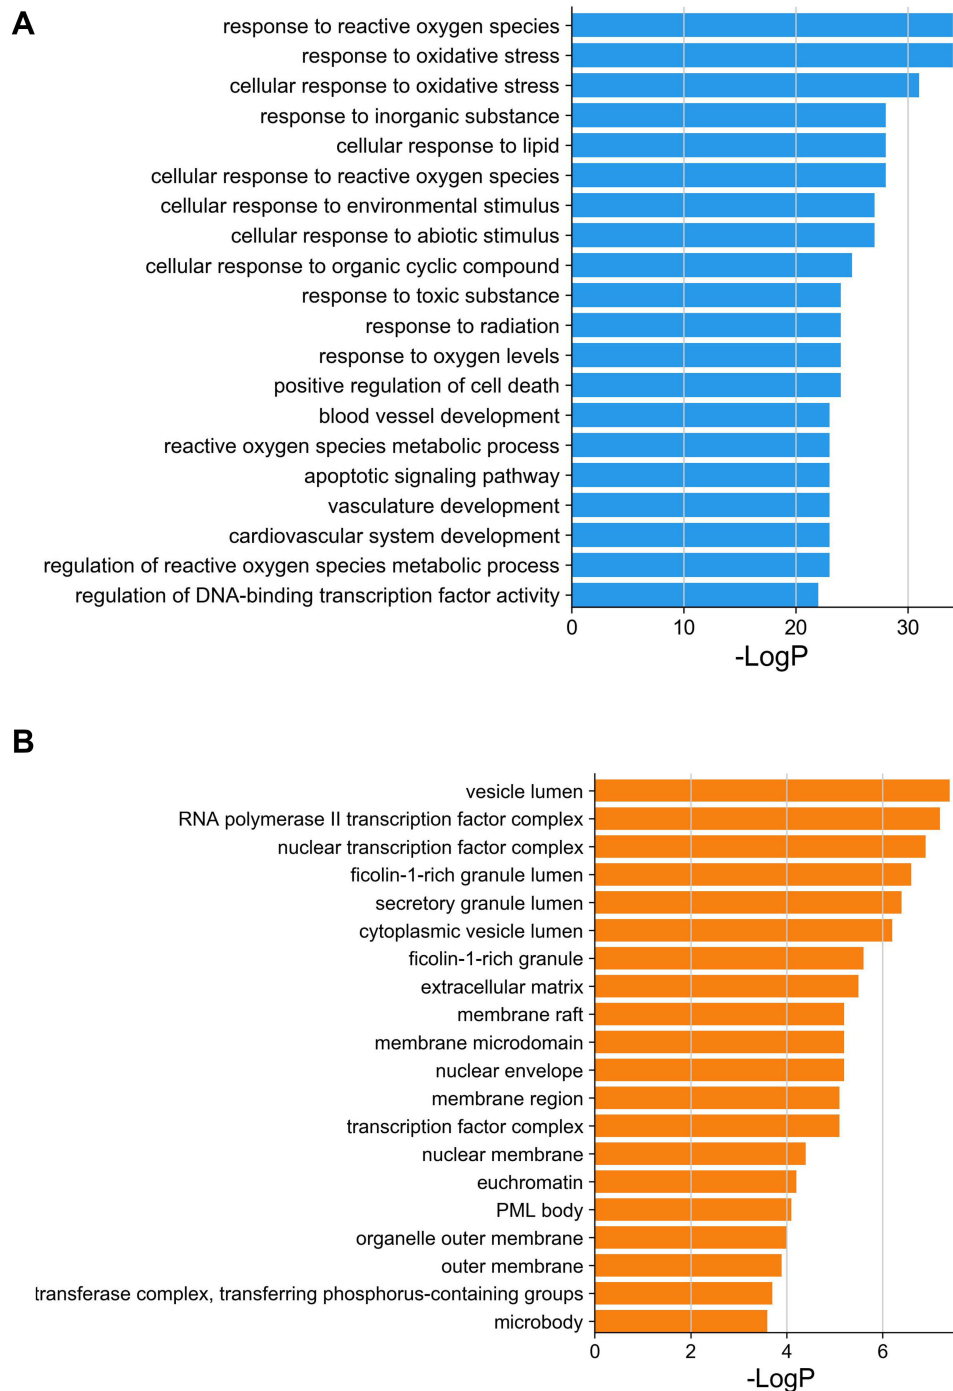 A
response to reactive oxygen species
response to oxidative stress
cellular response to oxidative stress
response to inorganic substance
cellular response to lipid
cellular response to reactive oxygen species
cellular response to environmental stimulus
cellular response to abiotic stimulus
cellular response to organic cyclic compound
response to toxic substance
response to radiation
response to oxygen levels
positive regulation of cell death
blood vessel development
reactive oxygen species metabolic process
apoptotic signaling pathway
vasculature development
cardiovascular system development
regulation of reactive oxygen species metabolic process
regulation of DNA-binding transcription factor activity
0 10 20 30
-LogP
B
vesicle lumen
RNA polymerase II transcription factor complex
nuclear transcription factor complex
ficolin-1-rich granule lumen
secretory granule lumen
cytoplasmic vesicle lumen
ficolin-1-rich granule
extracellular matrix
membrane raft
membrane microdomain
nuclear envelope
membrane region
transcription factor complex
nuclear membrane
euchromatin
PML body
organelle outer membrane
outer membrane
transferase complex, transferring phosphorus-containing groups
microbody
0 2 4 6
-LogP